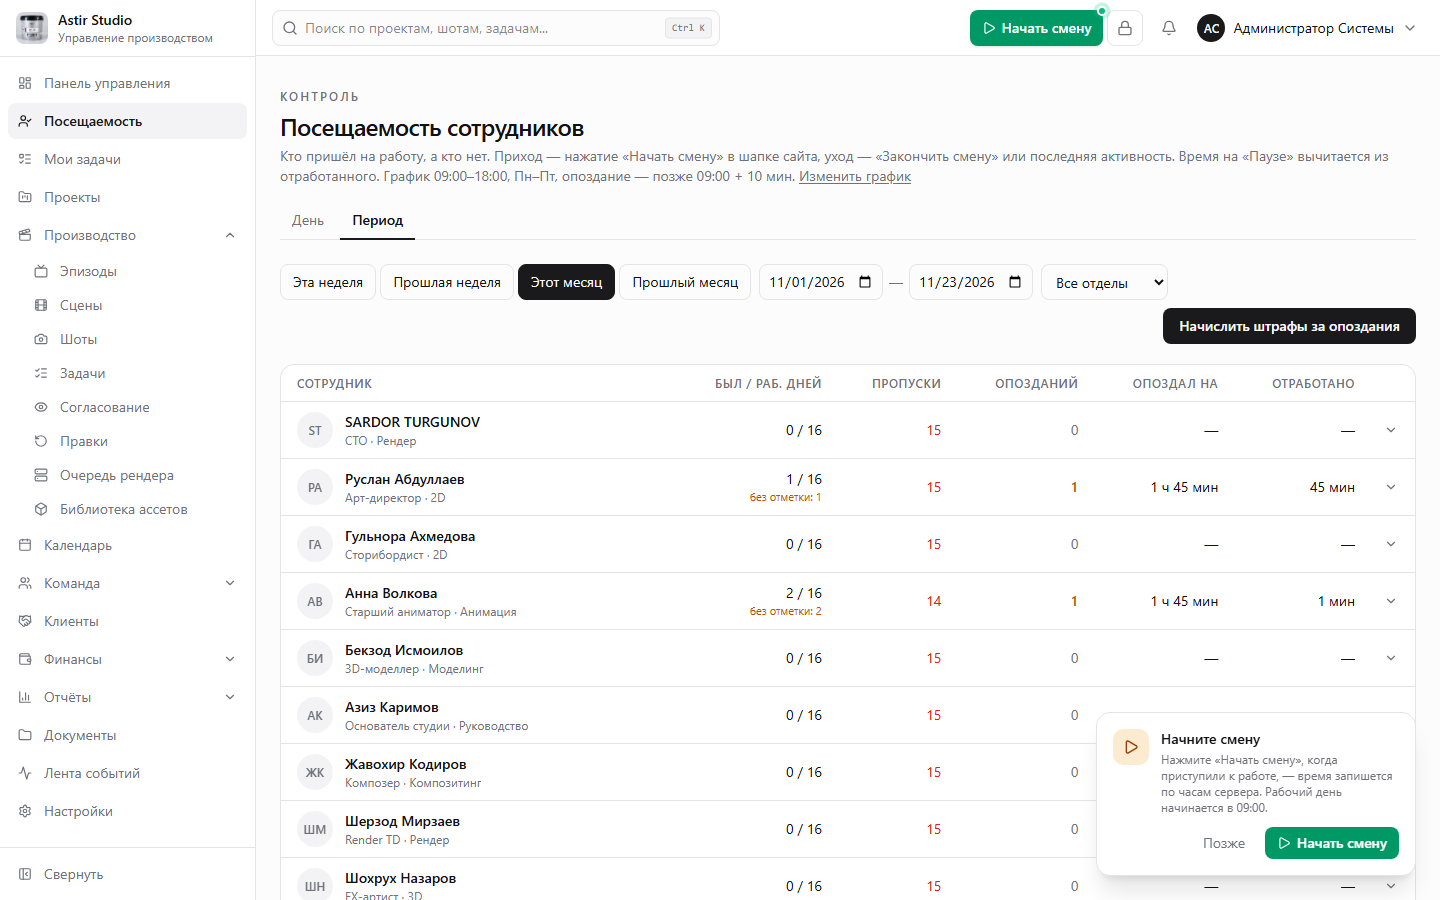 Astir Studio
Управление производством
Поиск по проектам, шотам, задачам...
Ctrl K
Начать смену
АС
Администратор Системы
Панель управления
Посещаемость
Мои задачи
Проекты
Производство
Эпизоды
Сцены
Шоты
Задачи
Согласование
Правки
Очередь рендера
Библиотека ассетов
Календарь
Команда
Клиенты
Финансы
Отчёты
Документы
Лента событий
Настройки
Свернуть
КОНТРОЛЬ
Посещаемость сотрудников
Кто пришёл на работу, а кто нет. Приход — нажатие «Начать смену» в шапке сайта, уход — «Закончить смену» или последняя активность. Время на «Паузе» вычитается из
отработанного. График 09:00–18:00, Пн–Пт, опоздание — позже 09:00 + 10 мин. Изменить график
День
Период
Эта неделя
Прошлая неделя
Этот месяц
Прошлый месяц
11/01/2026
—
11/23/2026
Все отделы
Начислить штрафы за опоздания
СОТРУДНИК БЫЛ / РАБ. ДНЕЙ ПРОПУСКИ ОПОЗДАНИЙ ОПОЗДАЛ НА ОТРАБОТАНО
ST SARDOR TURGUNOV 0 / 16 15 0 — —
CTO · Рендер
РА Руслан Абдуллаев 1 / 16 15 1 1 ч 45 мин 45 мин
Арт-директор · 2D без отметки: 1
ГА Гульнора Ахмедова 0 / 16 15 0 — —
Сторибордист · 2D
АВ Анна Волкова 2 / 16 14 1 1 ч 45 мин 1 мин
Старший аниматор · Анимация без отметки: 2
БИ Бекзод Исмоилов 0 / 16 15 0 — —
3D-моделлер · Моделинг
АК Азиз Каримов 0 / 16 15 0
Основатель студии · Руководство
ЖК Жавохир Кодиров 0 / 16 15 0
Композер · Композитинг
ШМ Шерзод Мирзаев 0 / 16 15 0
Render TD · Рендер
ШН Шохрух Назаров 0 / 16 15 0 — —
FX-артист · 3D
Начните смену
Нажмите «Начать смену», когда
приступили к работе, — время запишется
по часам сервера. Рабочий день
начинается в 09:00.
Позже
Начать смену